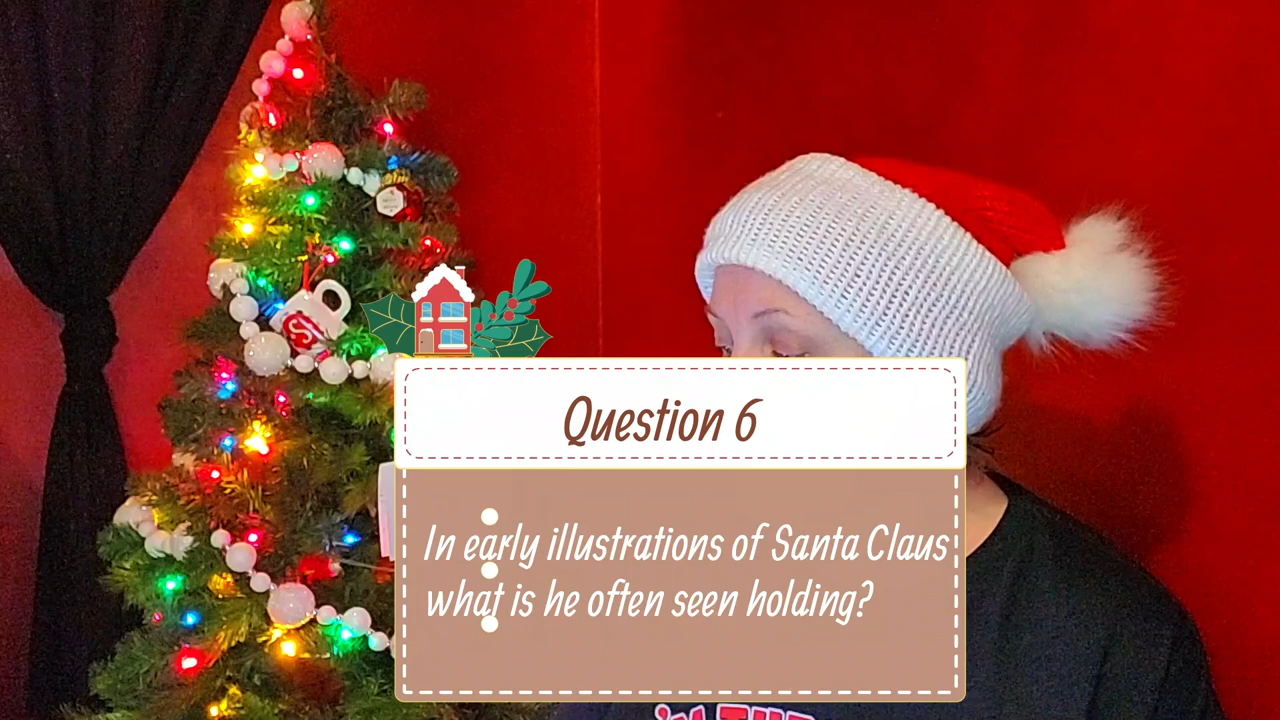 Question 6
In early illustrations of Santa Claus
what is he often seen holding?